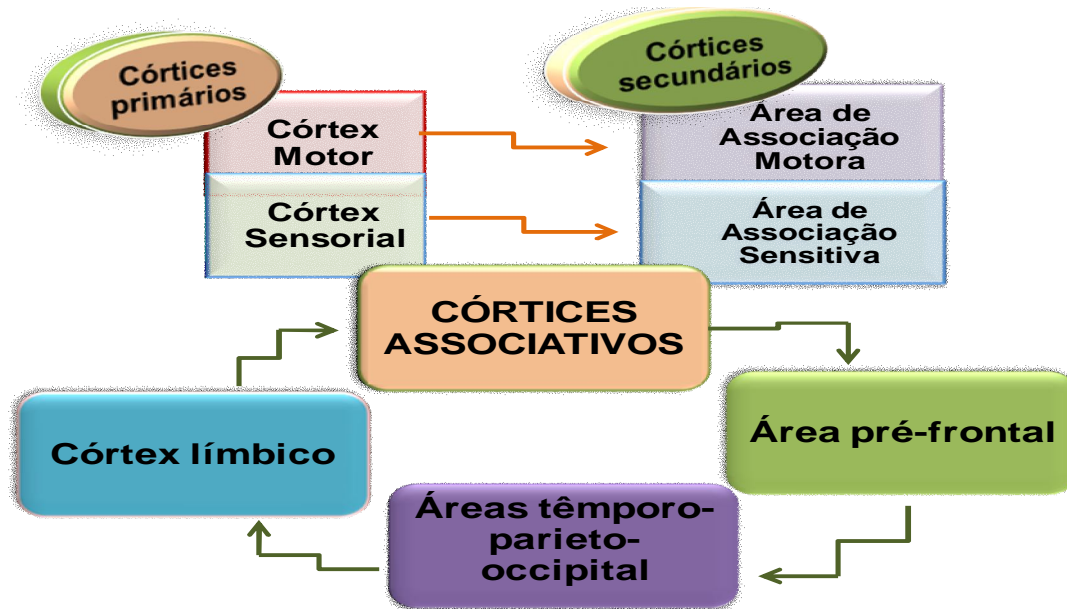 Córtices
primários
Córtices
secundários
Córtex
Motor
Área de
Associação
Motora
Córtex
Sensorial
Área de
Associação
Sensitiva
CÓRTICES
ASSOCIATIVOS
Córtex límbico
Área pré-frontal
Áreas têmporo-
parieto-
occipital